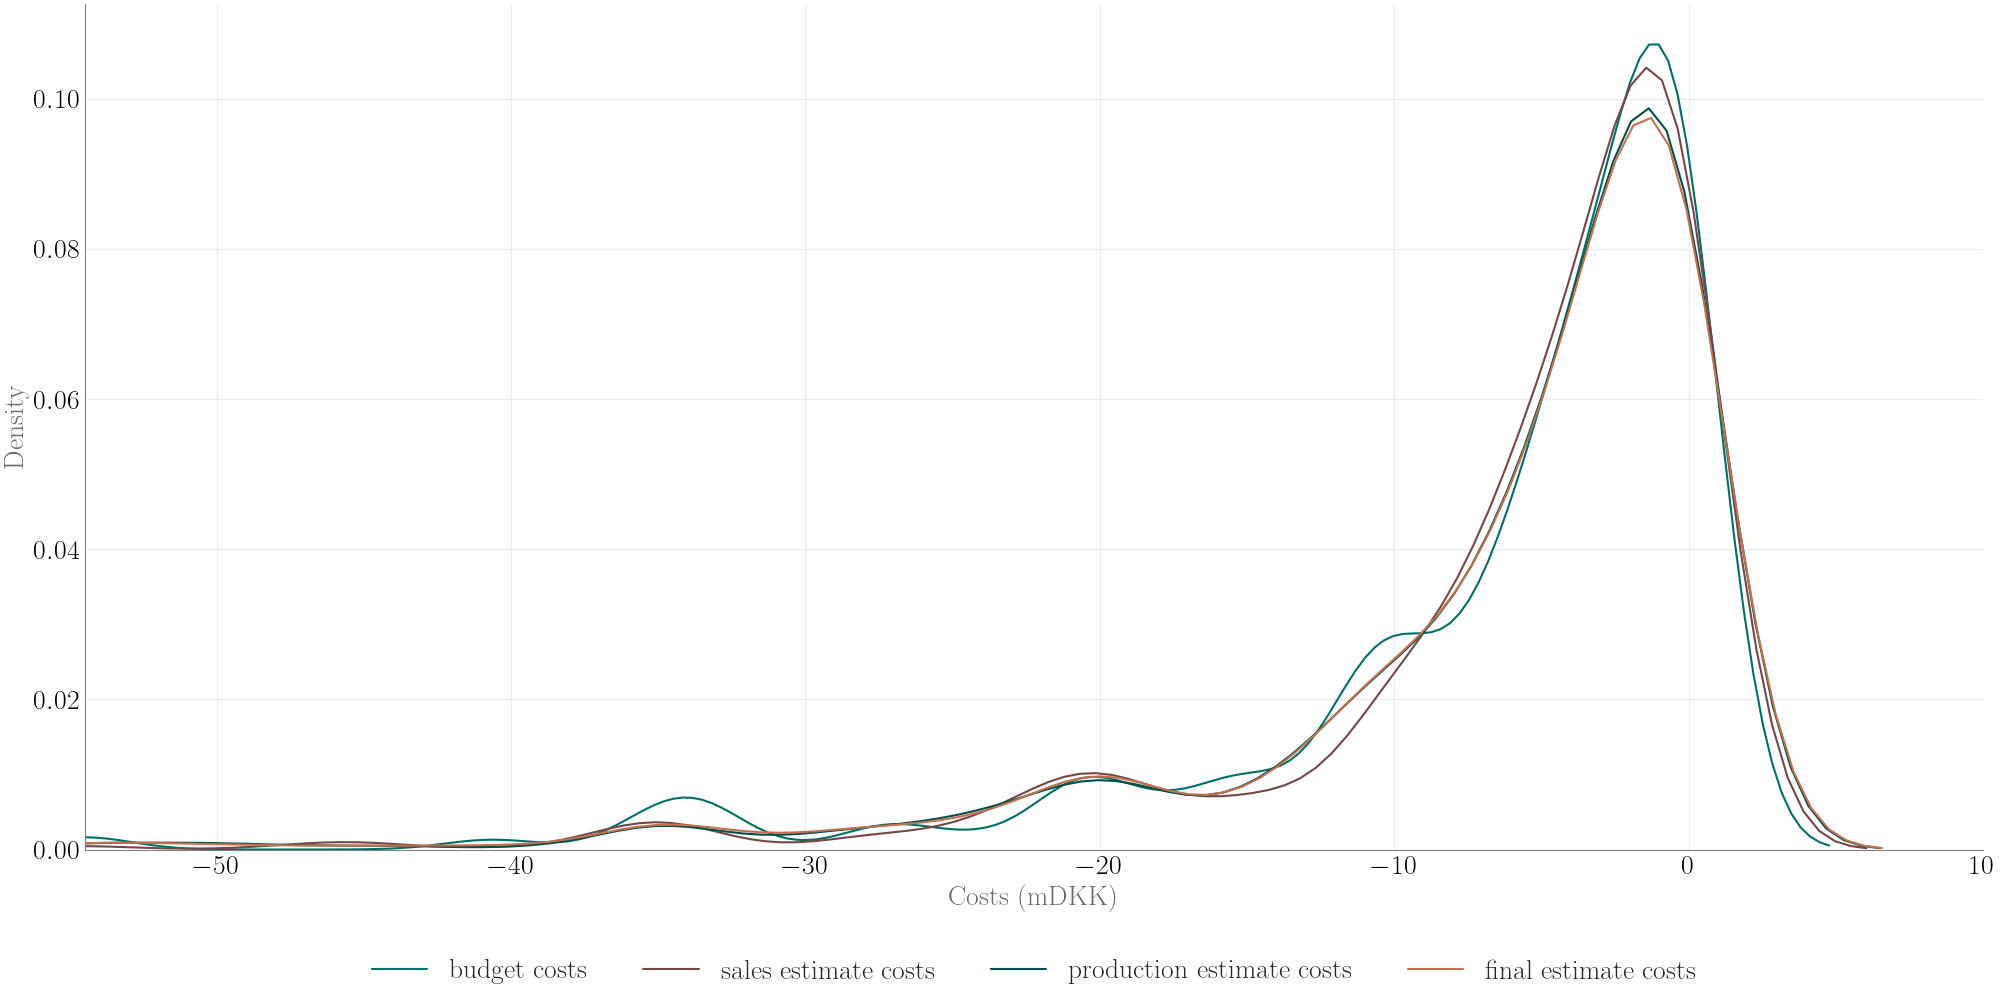 Density
0.10
0.08
0.06
0.04
0.02
0.00
−50 −40 −30 −20 −10 0 10
Costs (mDKK)
budget costs sales estimate costs production estimate costs final estimate costs